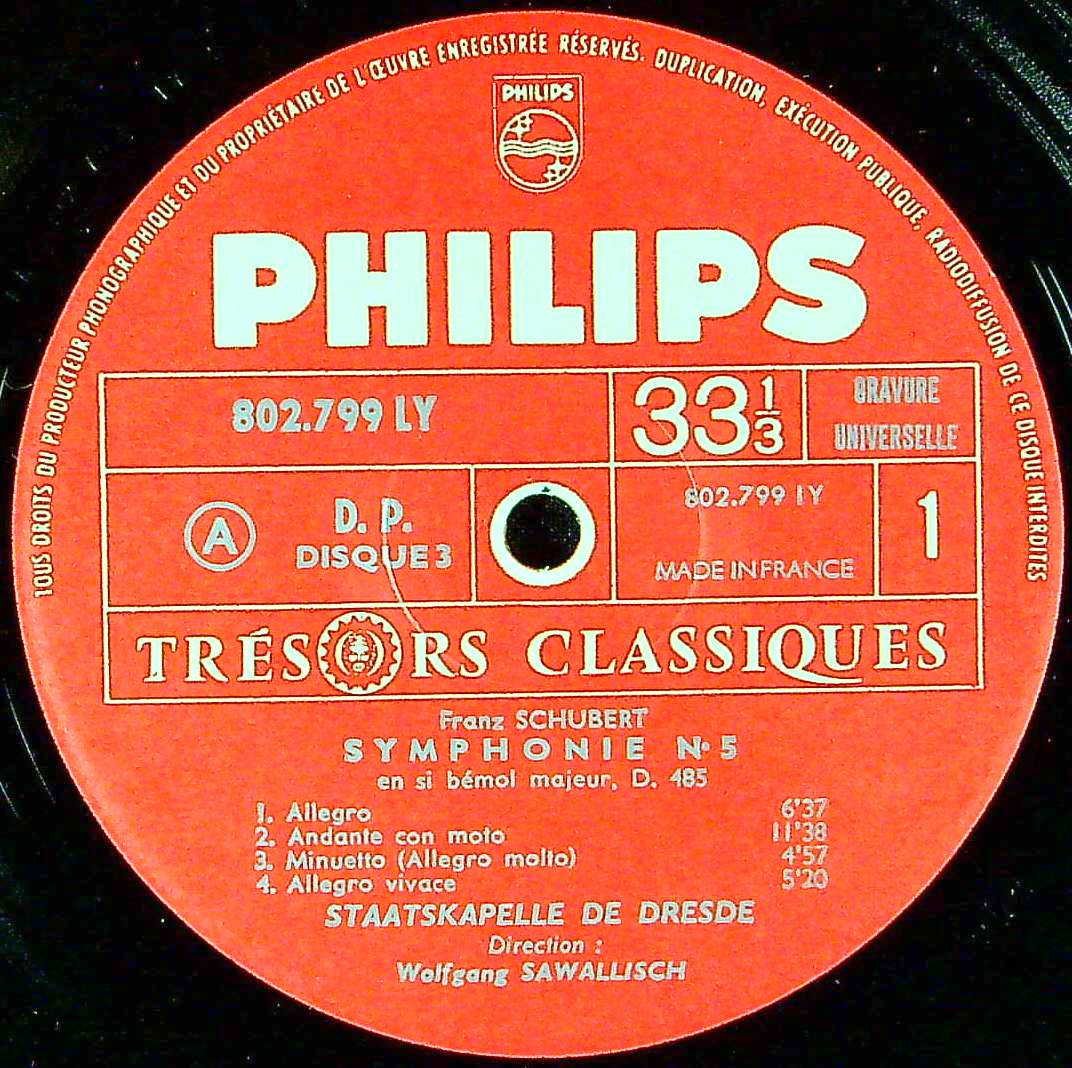 TOUS DROITS DU PRODUCTEUR PHONOGRAPHIQUE ET DU PROPRIÉTAIRE DE L'ŒUVRE ENREGISTRÉE RÉSERVÉS. DUPLICATION, EXÉCUTION PUBLIQUE, RADIODIFFUSION DE CE DISQUE INTERDITES
PHILIPS
PHILIPS
802.799 LY
33 1/3
GRAVURE
UNIVERSELLE
A
D. P.
DISQUE 3
802.799 LY
MADE IN FRANCE
1
TRÉSORS CLASSIQUES
Franz SCHUBERT
SYMPHONIE N° 5
en si bémol majeur, D. 485
1. Allegro 6'37
2. Andante con moto 11'38
3. Minuetto (Allegro molto) 4'57
4. Allegro vivace 5'20
STAATSKAPELLE DE DRESDE
Direction :
Wolfgang SAWALLISCH